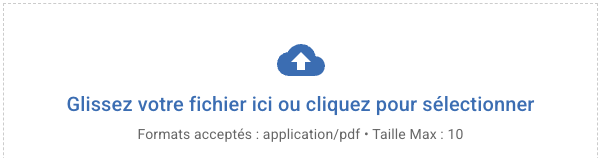 Glissez votre fichier ici ou cliquez pour sélectionner
Formats acceptés : application/pdf • Taille Max : 10